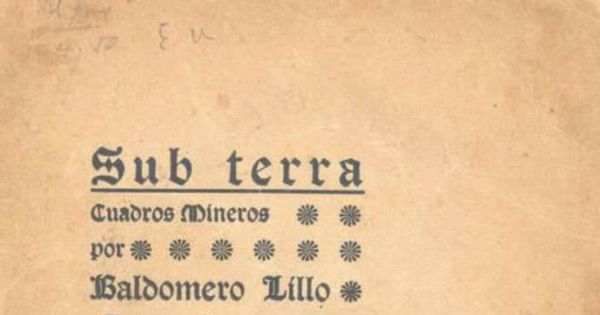 Sub terra
Cuadros Mineros
por
Baldomero Lillo